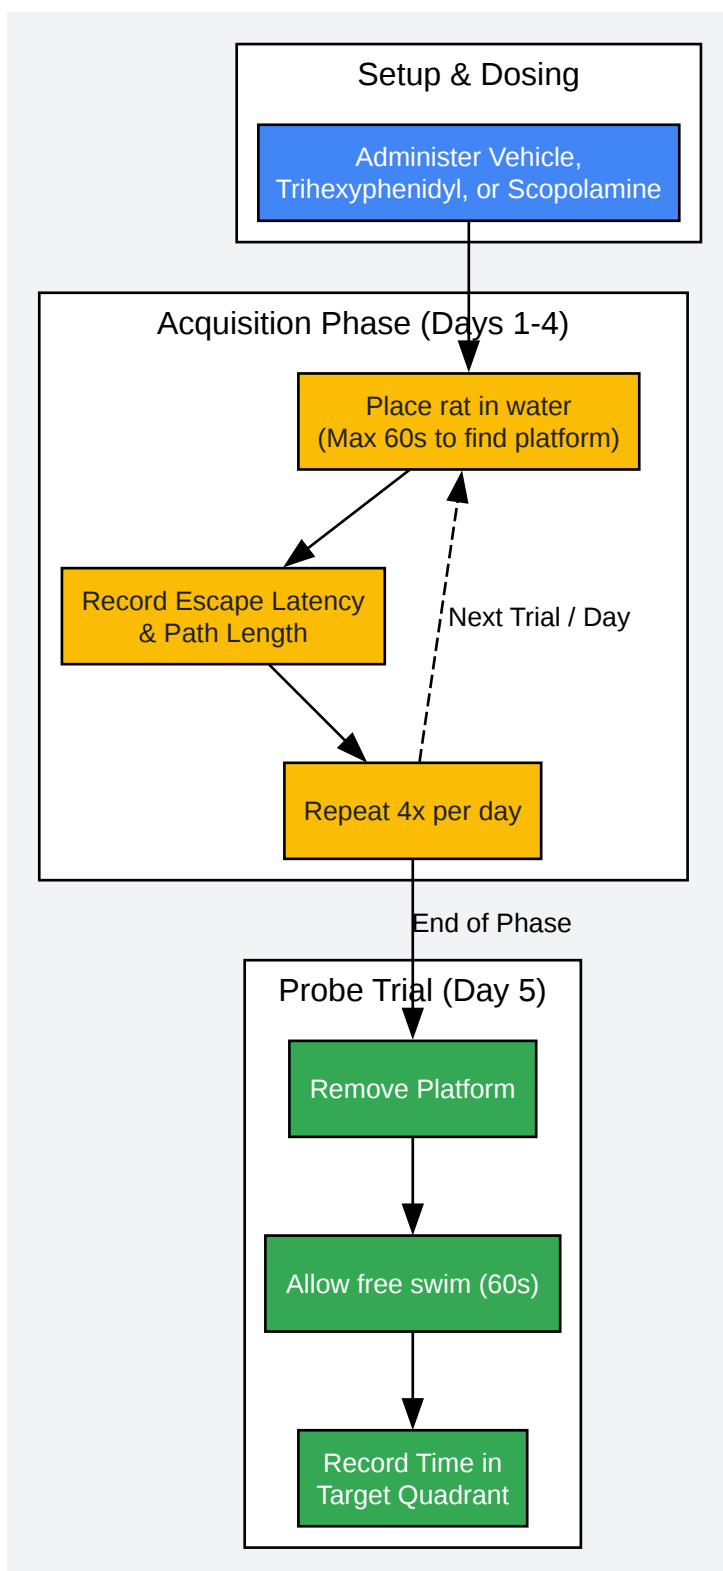 Setup & Dosing
Administer Vehicle,
Trihexyphenidyl, or Scopolamine
Acquisition Phase (Days 1-4)
Place rat in water
(Max 60s to find platform)
Record Escape Latency
& Path Length
Next Trial / Day
Repeat 4x per day
End of Phase
Probe Trial (Day 5)
Remove Platform
Allow free swim (60s)
Record Time in
Target Quadrant